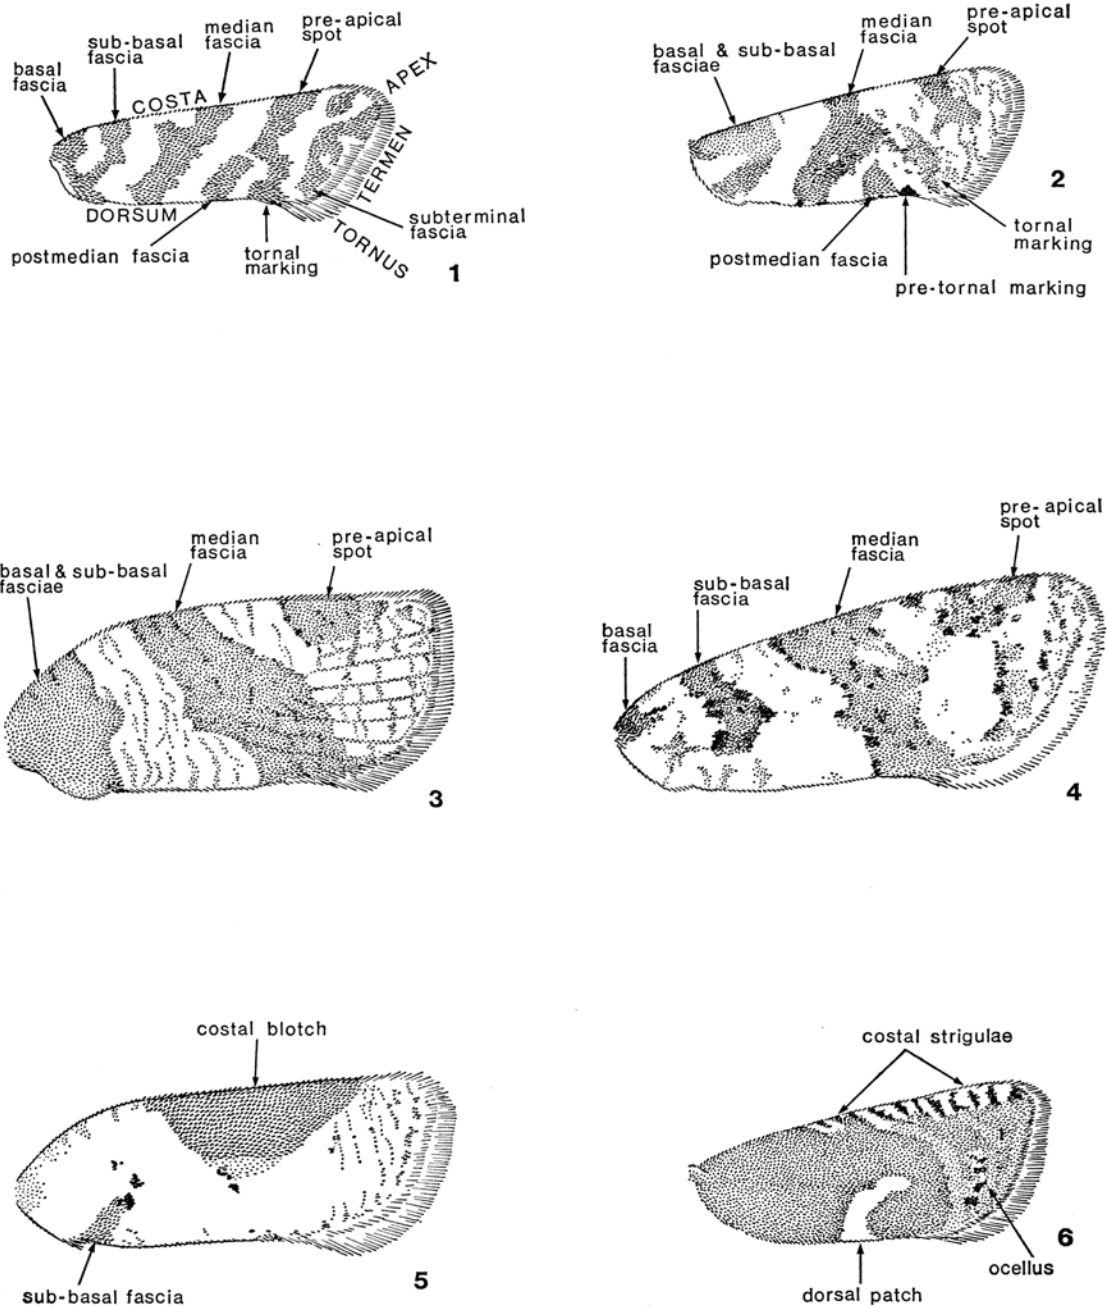 basal
fascia
sub-basal
fascia
median
fascia
pre-apical
spot
COSTA
APEX
TERMEN
TORNUS
DORSUM
postmedian fascia
tornal
marking
subterminal
fascia
1
basal & sub-basal
fasciae
median
fascia
pre-apical
spot
2
tornal
marking
postmedian fascia
pre-tornal marking
basal & sub-basal
fasciae
median
fascia
pre-apical
spot
3
basal
fascia
sub-basal
fascia
median
fascia
pre-apical
spot
4
costal blotch
sub-basal fascia
5
costal strigulae
6
ocellus
dorsal patch